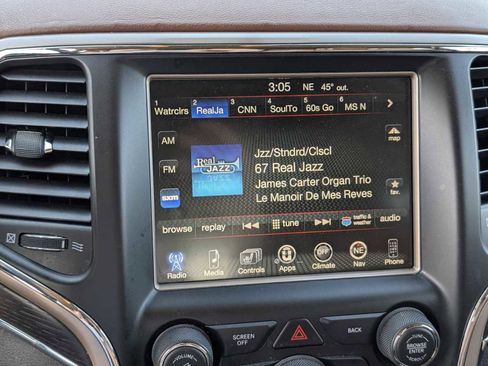 3:05 NE 45° out.
1 Watrclrs 2 RealJa 3 CNN 4 SoulTo 5 60s Go 6 MS N
AM
FM
sxm
Real
JAZZ
Jzz/Stndrd/Clscl
67 Real Jazz
James Carter Organ Trio
Le Manoir De Mes Reves
map
fav.
browse replay tune traffic & weather audio
Radio Media Controls Apps OFF Climate NE Nav Phone
VOLUME
SCREEN OFF
BACK
BROWSE ENTER